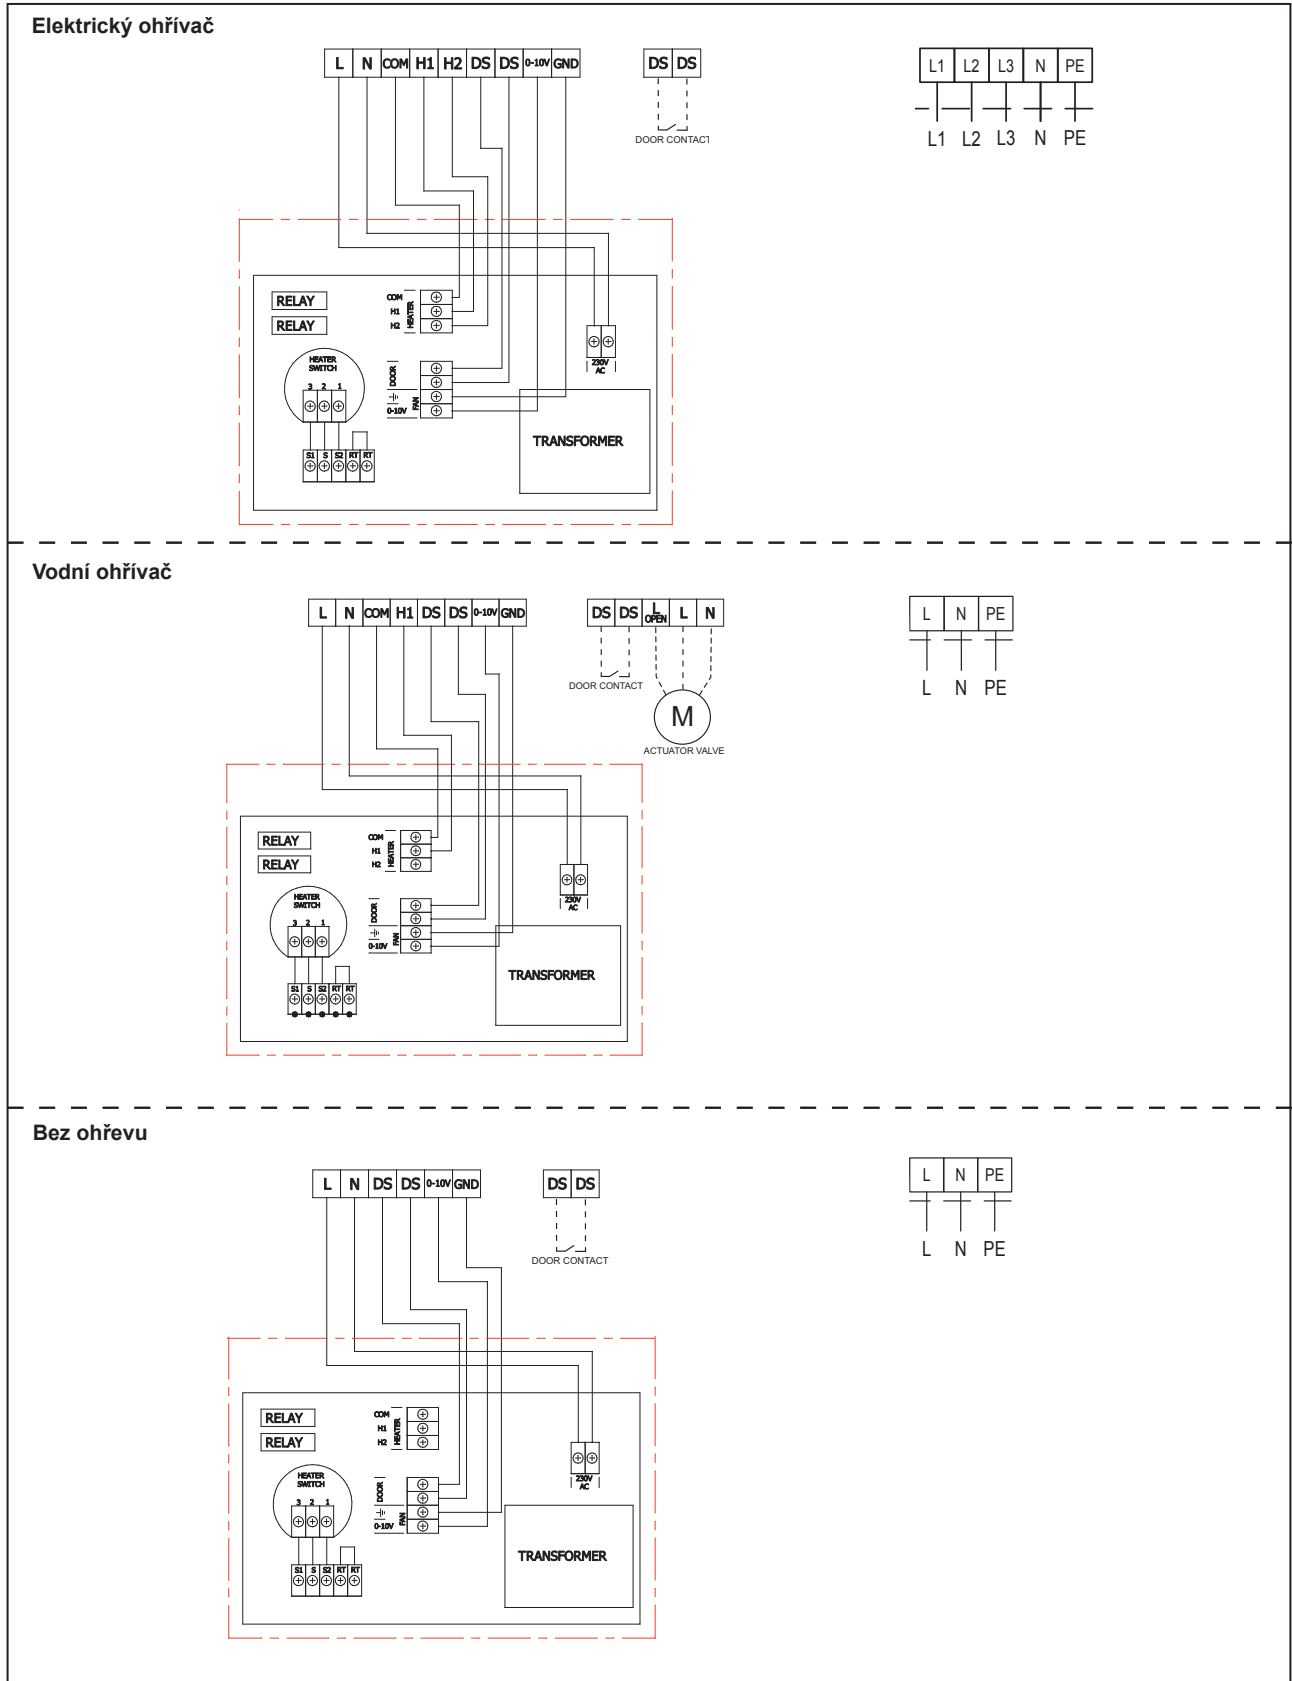 Elektrický ohřívač
L N COM H1 H2 DS DS 0-10V GND
DS DS
DOOR CONTACT
L1 L2 L3 N PE
L1 L2 L3 N PE
RELAY
RELAY
COM
H1
H2
HEATER
HEATER
SWITCH
3 2 1
DOOR
0-10V
FAN
230V
AC
S1 S S2 RT RT
TRANSFORMER
Vodní ohřívač
L N COM H1 DS DS 0-10V GND
DS DS L OPEN L N
DOOR CONTACT
M
ACTUATOR VALVE
L N PE
L N PE
RELAY
RELAY
COM
H1
H2
HEATER
HEATER
SWITCH
3 2 1
DOOR
0-10V
FAN
230V
AC
S1 S S2 RT RT
TRANSFORMER
Bez ohřevu
L N DS DS 0-10V GND
DS DS
DOOR CONTACT
L N PE
L N PE
RELAY
RELAY
COM
H1
H2
HEATER
HEATER
SWITCH
3 2 1
DOOR
0-10V
FAN
230V
AC
S1 S S2 RT RT
TRANSFORMER